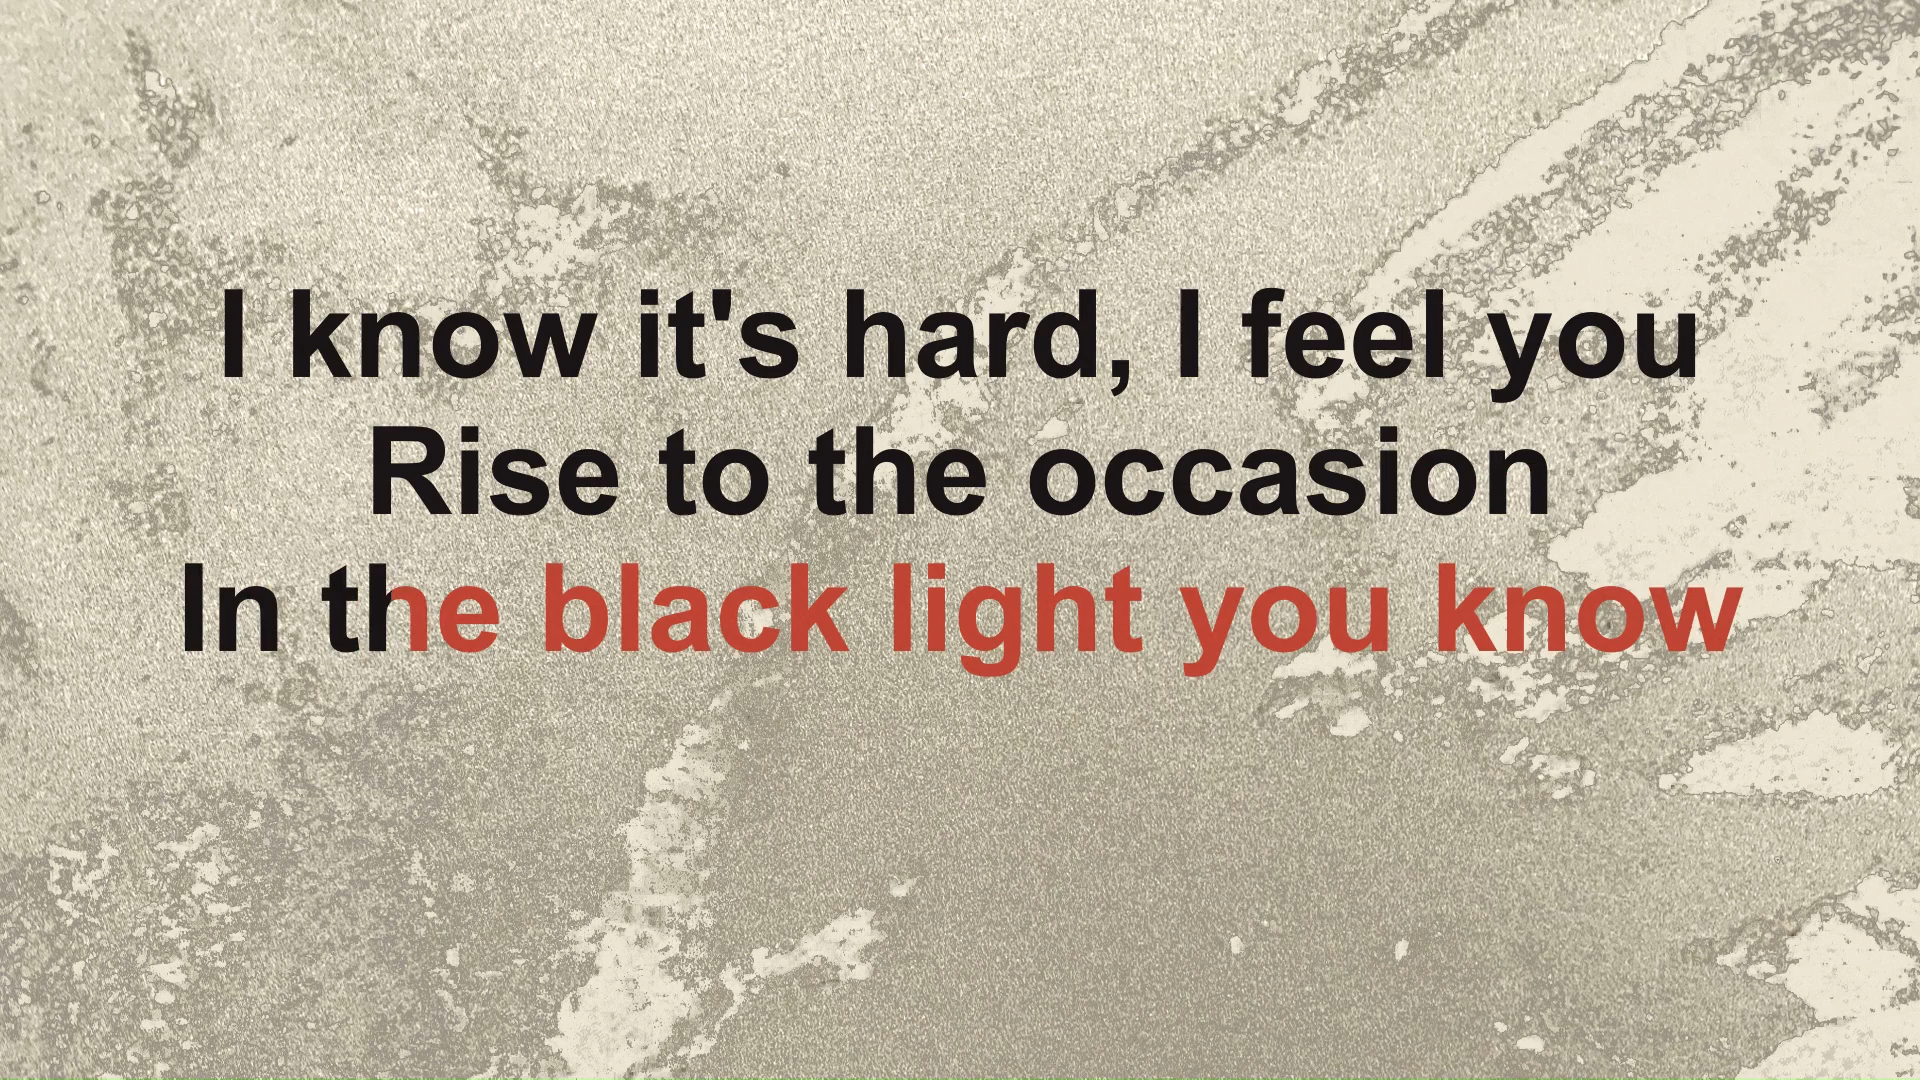 I know it's hard, I feel you
Rise to the occasion
In the black light you know